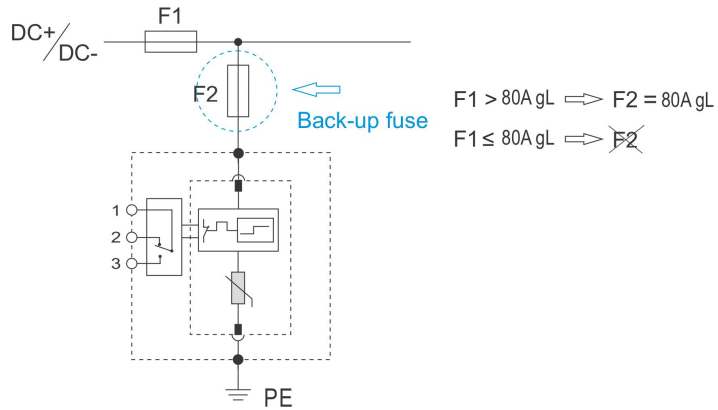 F1
DC+/DC-
F2
Back-up fuse
F1 > 80A gL ⇨ F2 = 80A gL
F1 ≤ 80A gL ⇨ F2
1
2
3
PE